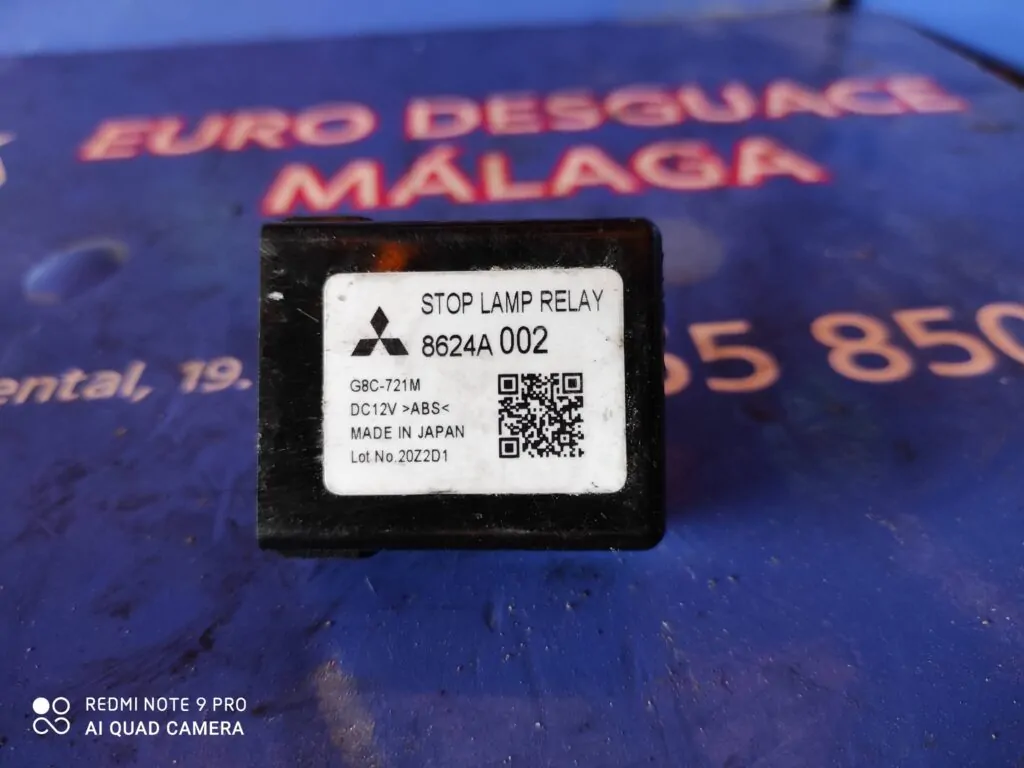 EURO DESGUACE
MÁLAGA
ental, 19.
55 850
STOP LAMP RELAY
8624A 002
G8C-721M
DC12V >ABS<
MADE IN JAPAN
Lot No.20Z2D1
REDMI NOTE 9 PRO
AI QUAD CAMERA